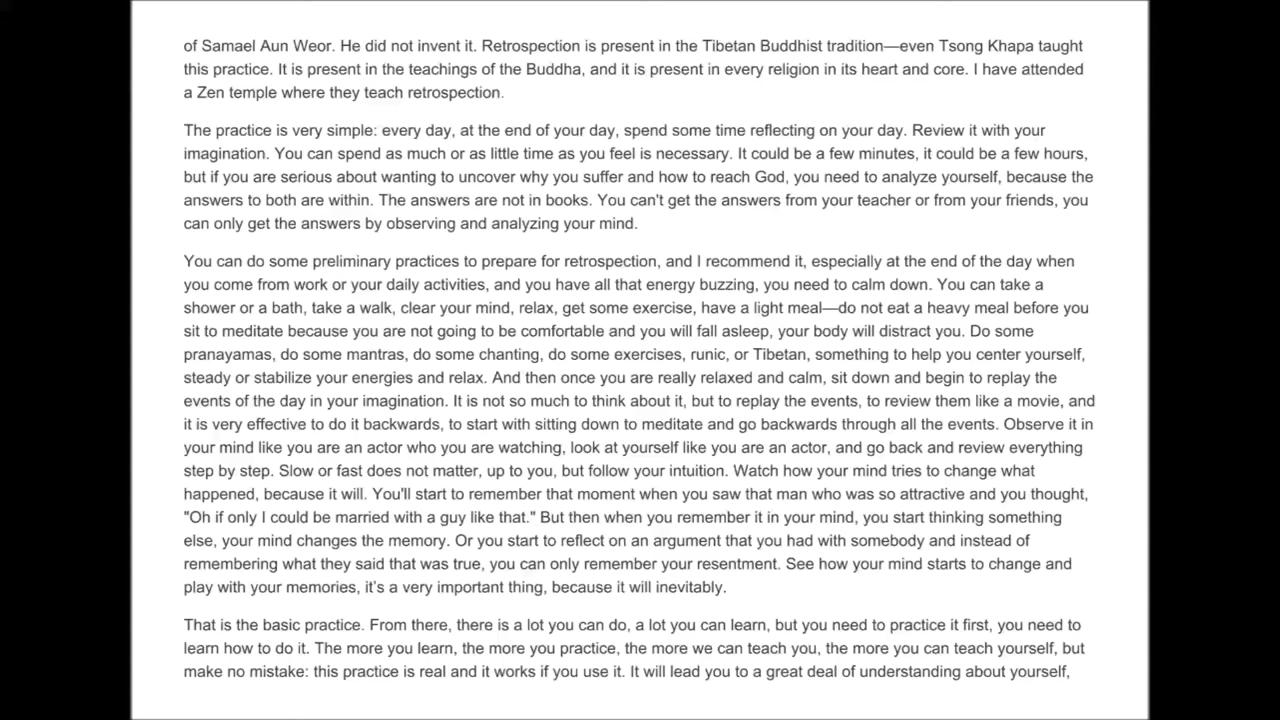 of Samael Aun Weor. He did not invent it. Retrospection is present in the Tibetan Buddhist tradition—even Tsong Khapa taught
this practice. It is present in the teachings of the Buddha, and it is present in every religion in its heart and core. I have attended
a Zen temple where they teach retrospection.
The practice is very simple: every day, at the end of your day, spend some time reflecting on your day. Review it with your
imagination. You can spend as much or as little time as you feel is necessary. It could be a few minutes, it could be a few hours,
but if you are serious about wanting to uncover why you suffer and how to reach God, you need to analyze yourself, because the
answers to both are within. The answers are not in books. You can't get the answers from your teacher or from your friends, you
can only get the answers by observing and analyzing your mind.
You can do some preliminary practices to prepare for retrospection, and I recommend it, especially at the end of the day when
you come from work or your daily activities, and you have all that energy buzzing, you need to calm down. You can take a
shower or a bath, take a walk, clear your mind, relax, get some exercise, have a light meal—do not eat a heavy meal before you
sit to meditate because you are not going to be comfortable and you will fall asleep, your body will distract you. Do some
pranayamas, do some mantras, do some chanting, do some exercises, runic, or Tibetan, something to help you center yourself,
steady or stabilize your energies and relax. And then once you are really relaxed and calm, sit down and begin to replay the
events of the day in your imagination. It is not so much to think about it, but to replay the events, to review them like a movie, and
it is very effective to do it backwards, to start with sitting down to meditate and go backwards through all the events. Observe it in
your mind like you are an actor who you are watching, look at yourself like you are an actor, and go back and review everything
step by step. Slow or fast does not matter, up to you, but follow your intuition. Watch how your mind tries to change what
happened, because it will. You'll start to remember that moment when you saw that man who was so attractive and you thought,
"Oh if only I could be married with a guy like that." But then when you remember it in your mind, you start thinking something
else, your mind changes the memory. Or you start to reflect on an argument that you had with somebody and instead of
remembering what they said that was true, you can only remember your resentment. See how your mind starts to change and
play with your memories, it's a very important thing, because it will inevitably.
That is the basic practice. From there, there is a lot you can do, a lot you can learn, but you need to practice it first, you need to
learn how to do it. The more you learn, the more you practice, the more we can teach you, the more you can teach yourself, but
make no mistake: this practice is real and it works if you use it. It will lead you to a great deal of understanding about yourself,